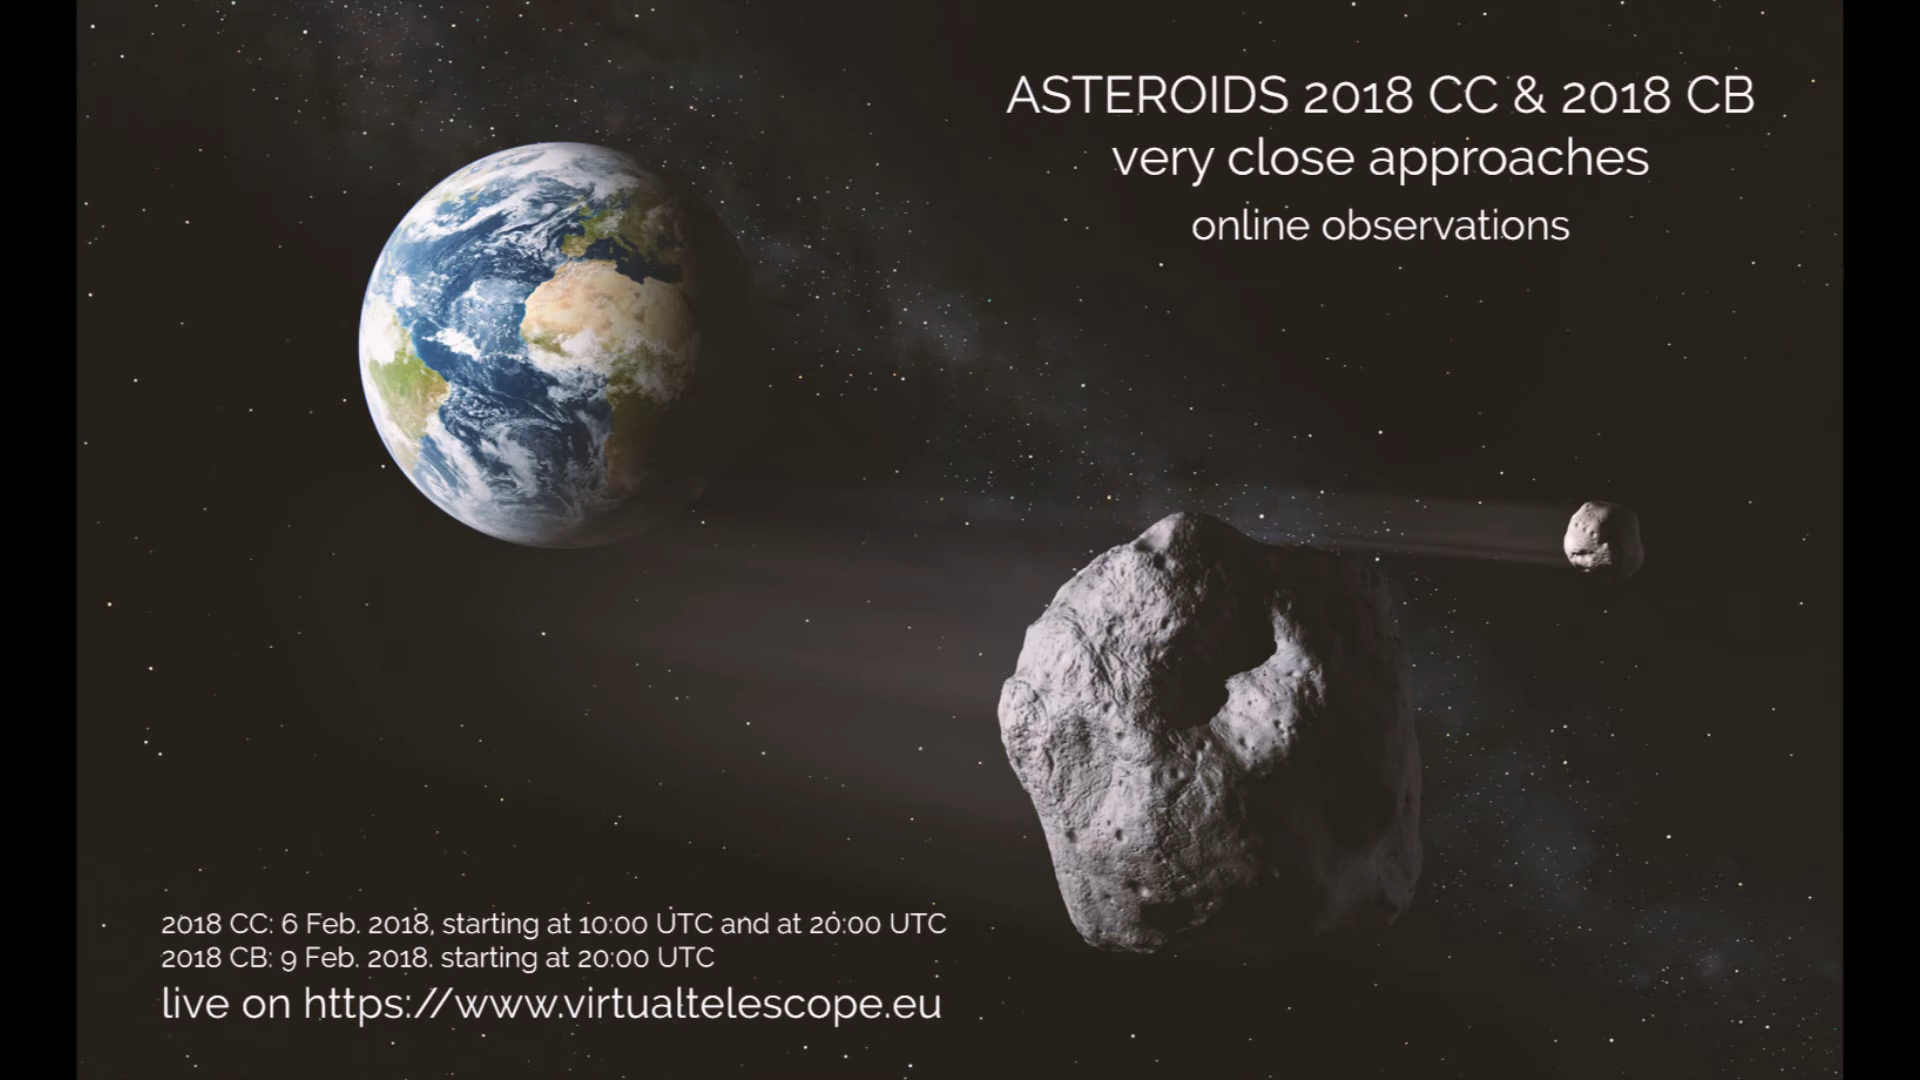 ASTEROIDS 2018 CC & 2018 CB
very close approaches
online observations
2018 CC: 6 Feb. 2018, starting at 10:00 UTC and at 20:00 UTC
2018 CB: 9 Feb. 2018. starting at 20:00 UTC
live on https://www.virtualtelescope.eu